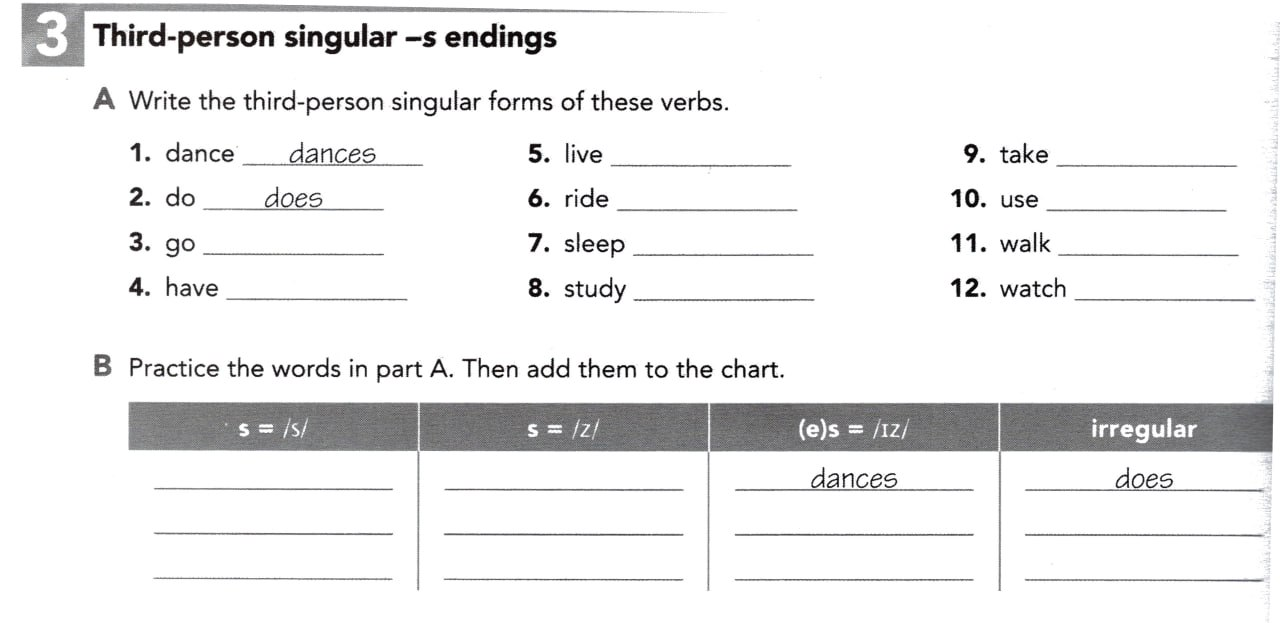 3 Third-person singular –s endings
A Write the third-person singular forms of these verbs.
1. dance dances
2. do does
3. go
4. have
5. live
6. ride
7. sleep
8. study
9. take
10. use
11. walk
12. watch
B Practice the words in part A. Then add them to the chart.
s = /s/ s = /z/ (e)s = /ɪz/ irregular
dances does